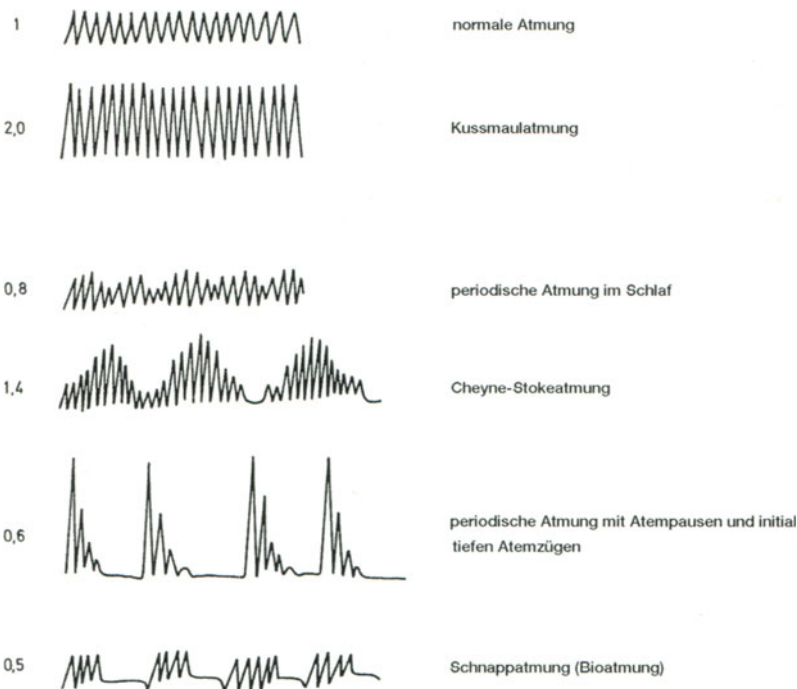 1 normale Atmung
2,0 Kussmaulatmung
0,8 periodische Atmung im Schlaf
1,4 Cheyne-Stokeatmung
0,6 periodische Atmung mit Atempausen und initial
tiefen Atemzügen
0,5 Schnappatmung (Bioatmung)